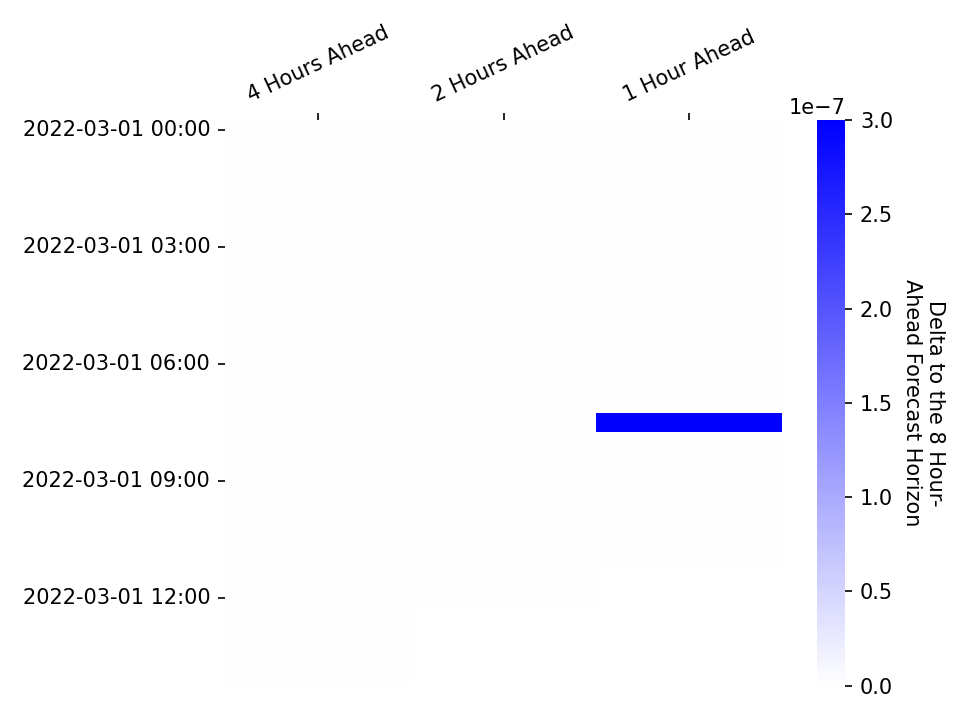 4 Hours Ahead
2 Hours Ahead
1 Hour Ahead
2022-03-01 00:00
2022-03-01 03:00
2022-03-01 06:00
2022-03-01 09:00
2022-03-01 12:00
1e−7
3.0
2.5
2.0
1.5
1.0
0.5
0.0
Delta to the 8 Hour-
Ahead Forecast Horizon